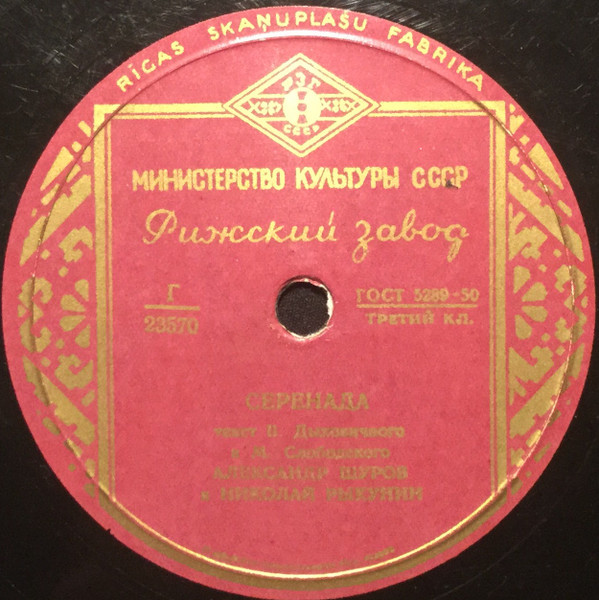 RĪGAS SKAŅUPLAŠU FABRIKA
СССР
МИНИСТЕРСТВО КУЛЬТУРЫ СССР
Рижский завод
Г
23570
ГОСТ 5289-50
ТРЕТИЙ КЛ.
СЕРЕНАДА
текст В. Дыховичного
и М. Слободского
АЛЕКСАНДР ШУРОВ
и НИКОЛАЙ РЫКУНИН